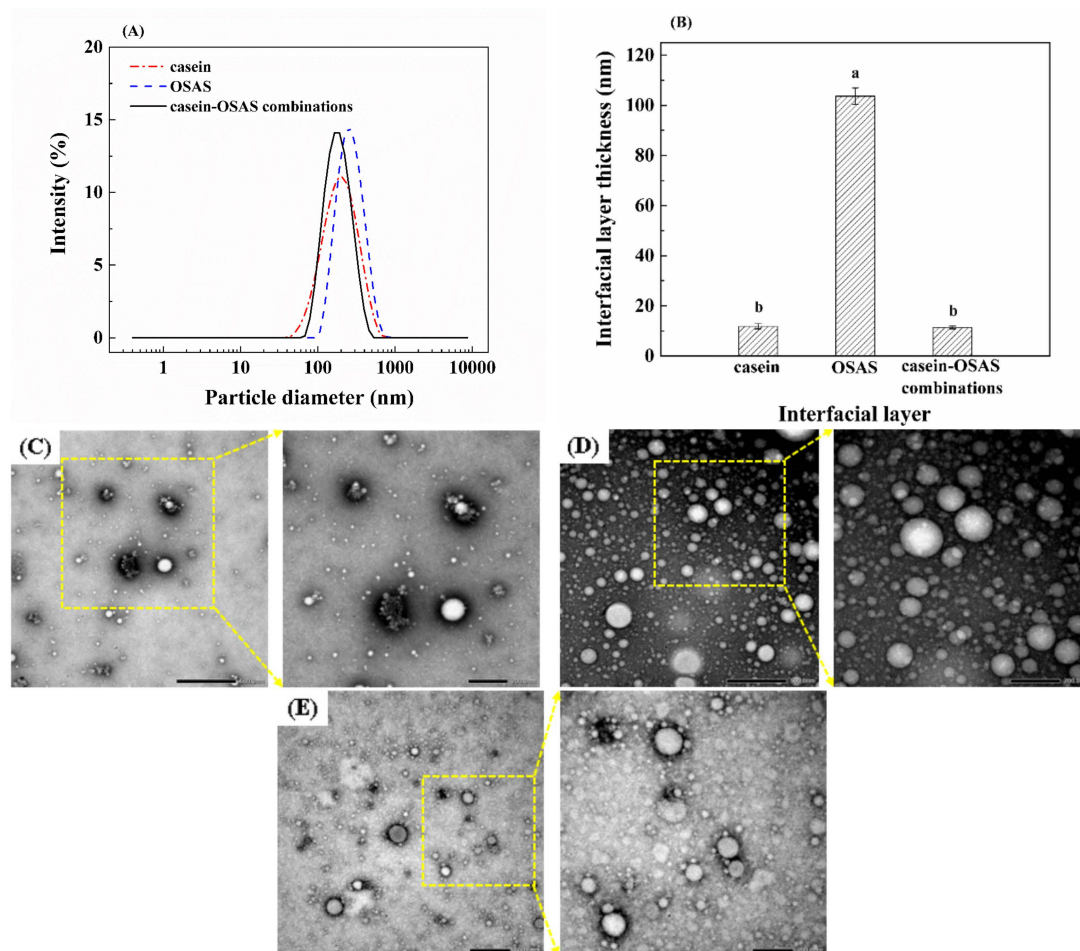 (A)
20
15
10
5
0
Intensity (%)
casein
OSAS
casein-OSAS combinations
1
10
100
1000
10000
Particle diameter (nm)
(B)
120
100
80
60
40
20
0
Interfacial layer thickness (nm)
b
a
b
casein
OSAS
casein-OSAS
combinations
Interfacial layer
(C)
(D)
(E)